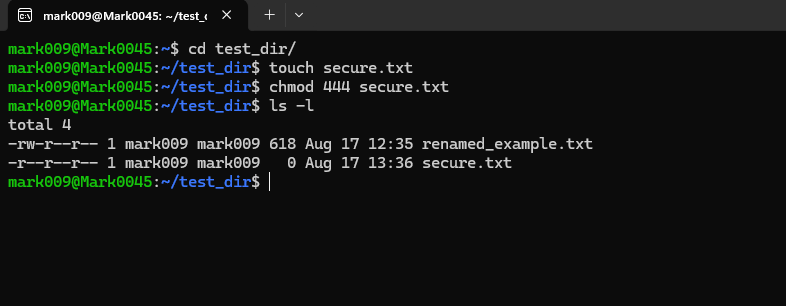 mark009@Mark0045: ~/test_c
mark009@Mark0045:~$ cd test_dir/
mark009@Mark0045:~/test_dir$ touch secure.txt
mark009@Mark0045:~/test_dir$ chmod 444 secure.txt
mark009@Mark0045:~/test_dir$ ls -l
total 4
-rw-r--r-- 1 mark009 mark009 618 Aug 17 12:35 renamed_example.txt
-r--r--r-- 1 mark009 mark009   0 Aug 17 13:36 secure.txt
mark009@Mark0045:~/test_dir$